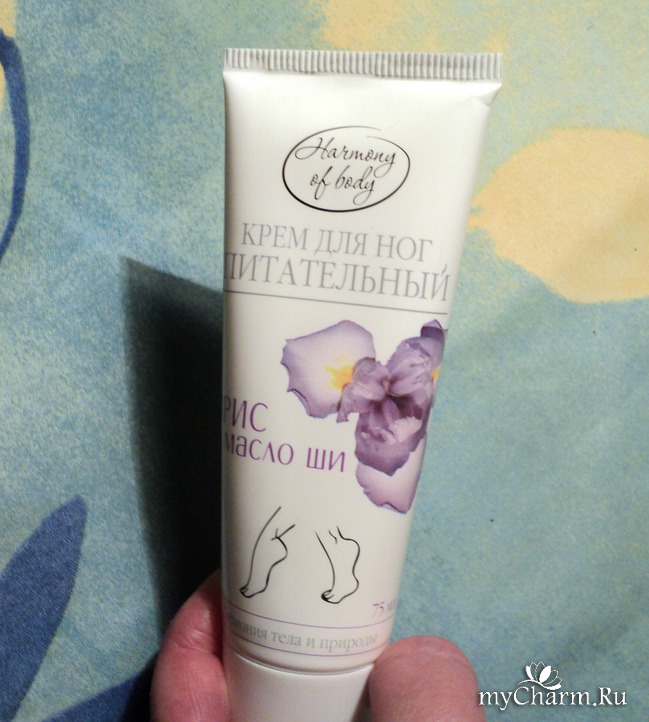 Harmony
of body
КРЕМ ДЛЯ НОГ
ПИТАТЕЛЬНЫЙ
РИС
масло ши
75
тела и природы
myCharm.Ru